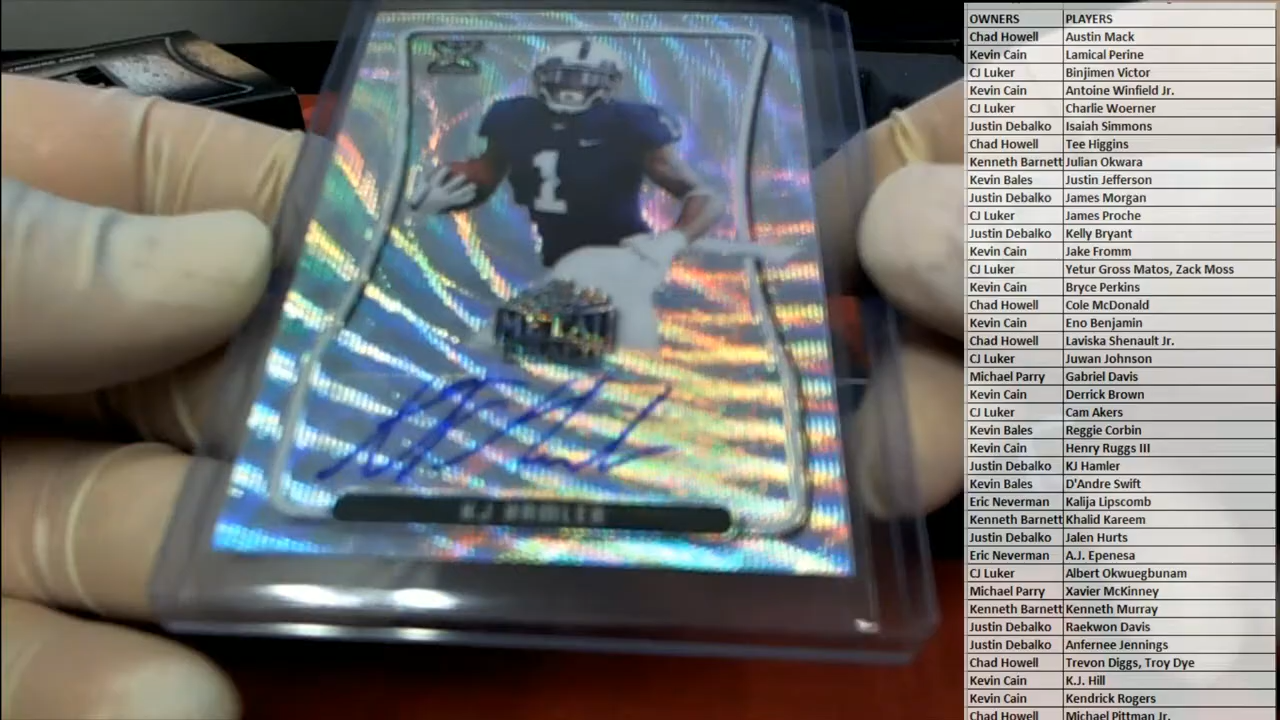 1
1
KJ HAMLER
OWNERS PLAYERS
Chad Howell Austin Mack
Kevin Cain Lamical Perine
CJ Luker Binjimen Victor
Kevin Cain Antoine Winfield Jr.
CJ Luker Charlie Woerner
Justin Debalko Isaiah Simmons
Chad Howell Tee Higgins
Kenneth Barnett Julian Okwara
Kevin Bales Justin Jefferson
Justin Debalko James Morgan
CJ Luker James Proche
Justin Debalko Kelly Bryant
Kevin Cain Jake Fromm
CJ Luker Yetur Gross Matos, Zack Moss
Kevin Cain Bryce Perkins
Chad Howell Cole McDonald
Kevin Cain Eno Benjamin
Chad Howell Laviska Shenault Jr.
CJ Luker Juwan Johnson
Michael Parry Gabriel Davis
Kevin Cain Derrick Brown
CJ Luker Cam Akers
Kevin Bales Reggie Corbin
Kevin Cain Henry Ruggs III
Justin Debalko KJ Hamler
Kevin Bales D'Andre Swift
Eric Neverman Kalija Lipscomb
Kenneth Barnett Khalid Kareem
Justin Debalko Jalen Hurts
Eric Neverman A.J. Epenesa
CJ Luker Albert Okwuegbunam
Michael Parry Xavier McKinney
Kenneth Barnett Kenneth Murray
Justin Debalko Raekwon Davis
Justin Debalko Anfernee Jennings
Chad Howell Trevon Diggs, Troy Dye
Kevin Cain K.J. Hill
Kevin Cain Kendrick Rogers
Chad Howell Michael Pittman Jr.